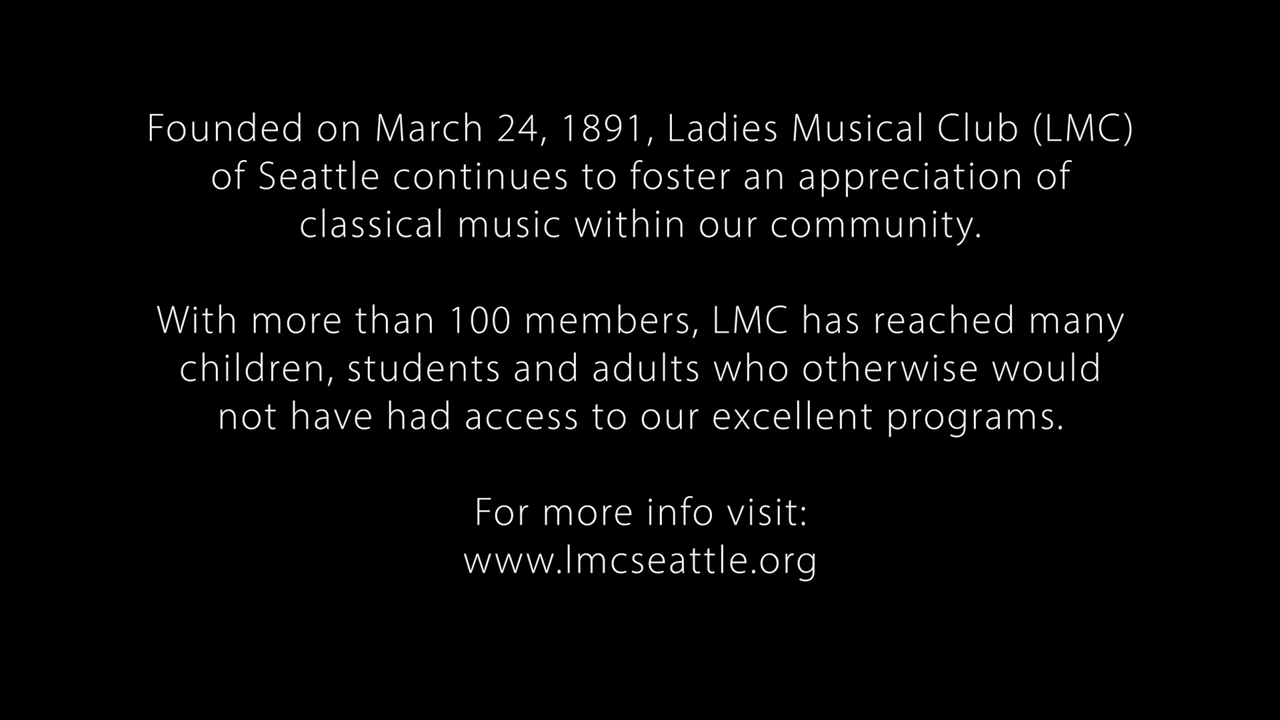 Founded on March 24, 1891, Ladies Musical Club (LMC)
of Seattle continues to foster an appreciation of
classical music within our community.
With more than 100 members, LMC has reached many
children, students and adults who otherwise would
not have had access to our excellent programs.
For more info visit:
www.lmcseattle.org